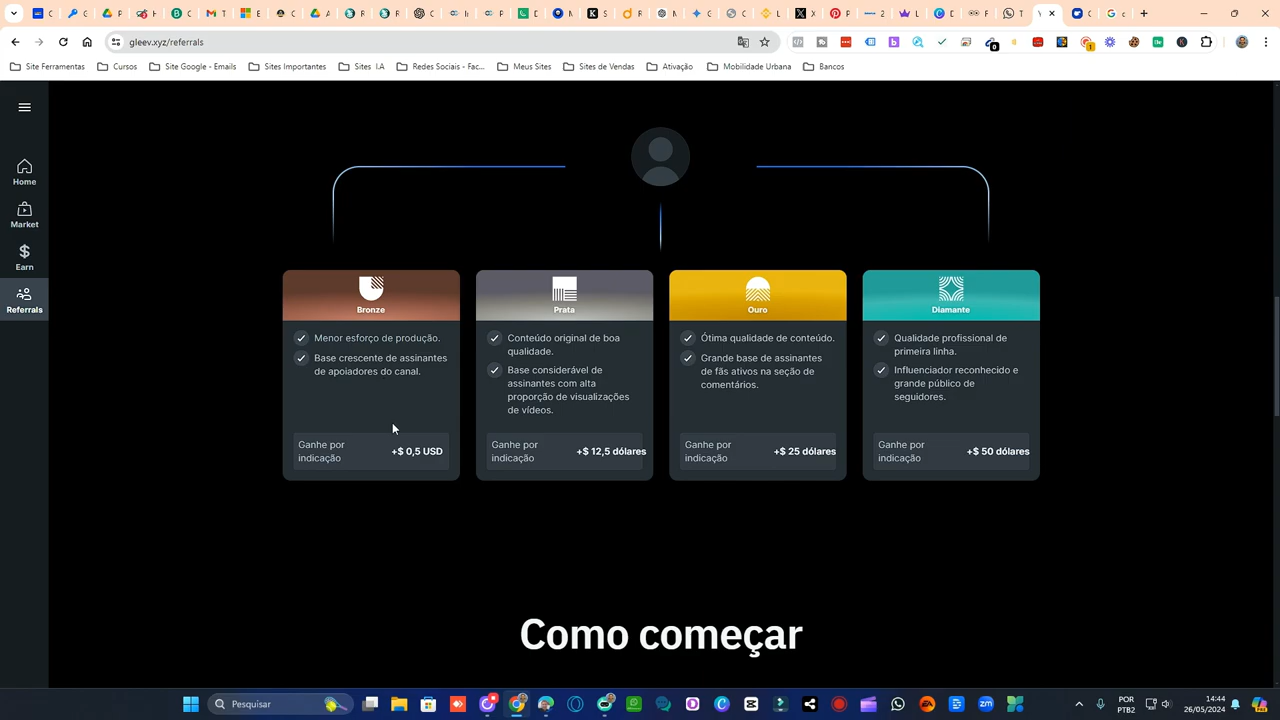 gleev.xyz/referrals
Site Ferramentas
Cursos
Site Google - Emails
Sites Importantes
Sites I.A
Redes Sociais - Fac...
Meus Sites
Sites de Vendas
Ativação
Mobilidade Urbana
Bancos
Home
Market
Earn
Referrals
Bronze
Menor esforço de produção.
Base crescente de assinantes
de apoiadores do canal.
Ganhe por
indicação
+$ 0,5 USD
Prata
Conteúdo original de boa
qualidade.
Base considerável de
assinantes com alta
proporção de visualizações
de vídeos.
Ganhe por
indicação
+$ 12,5 dólares
Ouro
Ótima qualidade de conteúdo.
Grande base de assinantes
de fãs ativos na seção de
comentários.
Ganhe por
indicação
+$ 25 dólares
Diamante
Qualidade profissional de
primeira linha.
Influenciador reconhecido e
grande público de
seguidores.
Ganhe por
indicação
+$ 50 dólares
Como começar
Pesquisar
POR
PTB2
14:44
26/05/2024